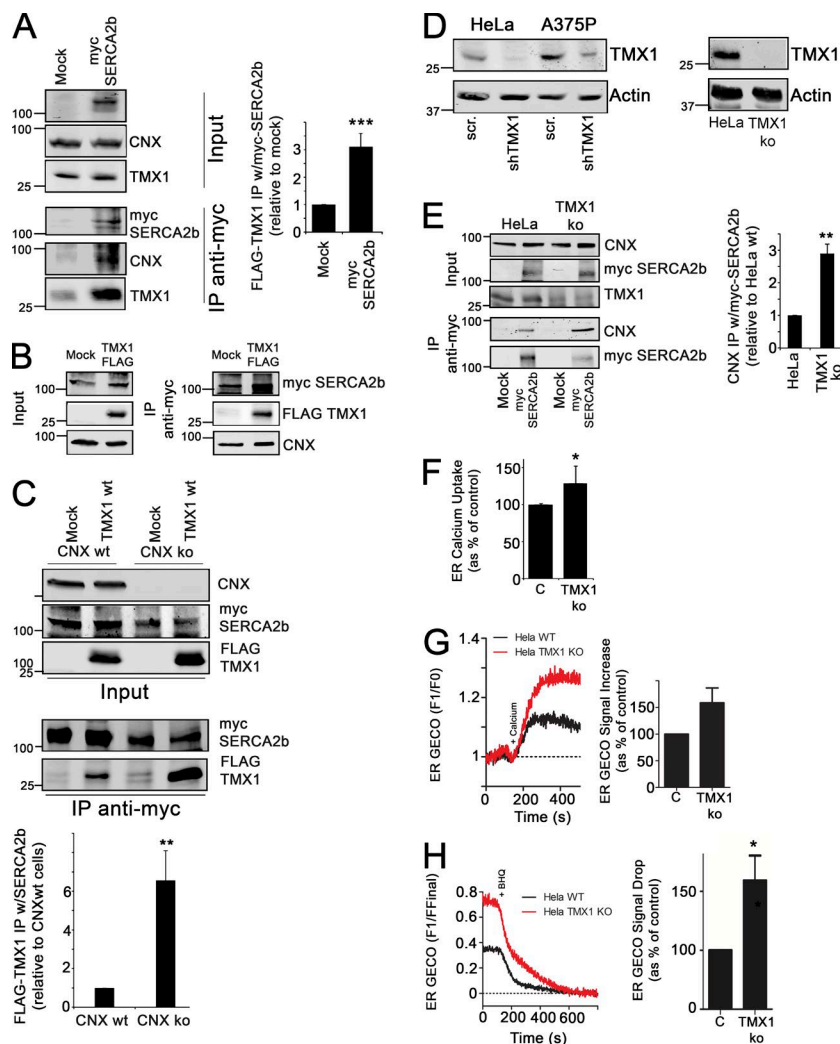 A
Mock
myc
SERCA2b
100
100
CNX
25
TMX1
Input
100
myc
SERCA2b
100
CNX
25
TMX1
IP anti-myc
FLAG-TMX1 IP w/myc-SERCA2b
(relative to mock)
***
3
2
1
0
Mock
myc
SERCA2b
B
Mock
TMX1
FLAG
Input
100
25
100
IP
anti-myc
Mock
TMX1
FLAG
100
25
100
myc SERCA2b
FLAG TMX1
CNX
C
Mock
TMX1 wt
Mock
TMX1 wt
CNX wt
CNX ko
CNX
100
myc
SERCA2b
100
25
FLAG
TMX1
Input
100
myc
SERCA2b
25
FLAG
TMX1
IP anti-myc
FLAG-TMX1 IP w/SERCA2b
(relative to CNXwt cells)
**
6
4
2
1
0
CNX wt
CNX ko
D
HeLa
A375P
25
TMX1
37
Actin
scr.
shTMX1
scr.
shTMX1
25
TMX1
37
Actin
HeLa
TMX1
ko
E
HeLa
TMX1
ko
Input
CNX
100
100
myc SERCA2b
25
TMX1
IP
anti-myc
100
CNX
100
myc SERCA2b
Mock
myc
SERCA2b
Mock
myc
SERCA2b
CNX IP w/myc-SERCA2b
(relative to HeLa wt)
**
3
2
1
0
HeLa
TMX1
ko
F
ER Calcium Uptake
(as % of control)
*
150
100
50
0
C
TMX1
ko
G
Hela WT
Hela TMX1 KO
ER GECO (F1/F0)
1.4
1.2
1
+ Calcium
0
200
400
Time (s)
ER GECO Signal Increase
(as % of control)
150
100
50
0
C
TMX1
ko
H
ER GECO (F1/FFinal)
0.8
0.4
0
+ BHQ
Hela WT
Hela TMX1 KO
0
200
400
600
Time (s)
ER GECO Signal Drop
(as % of control)
*
150
100
50
0
C
TMX1
ko